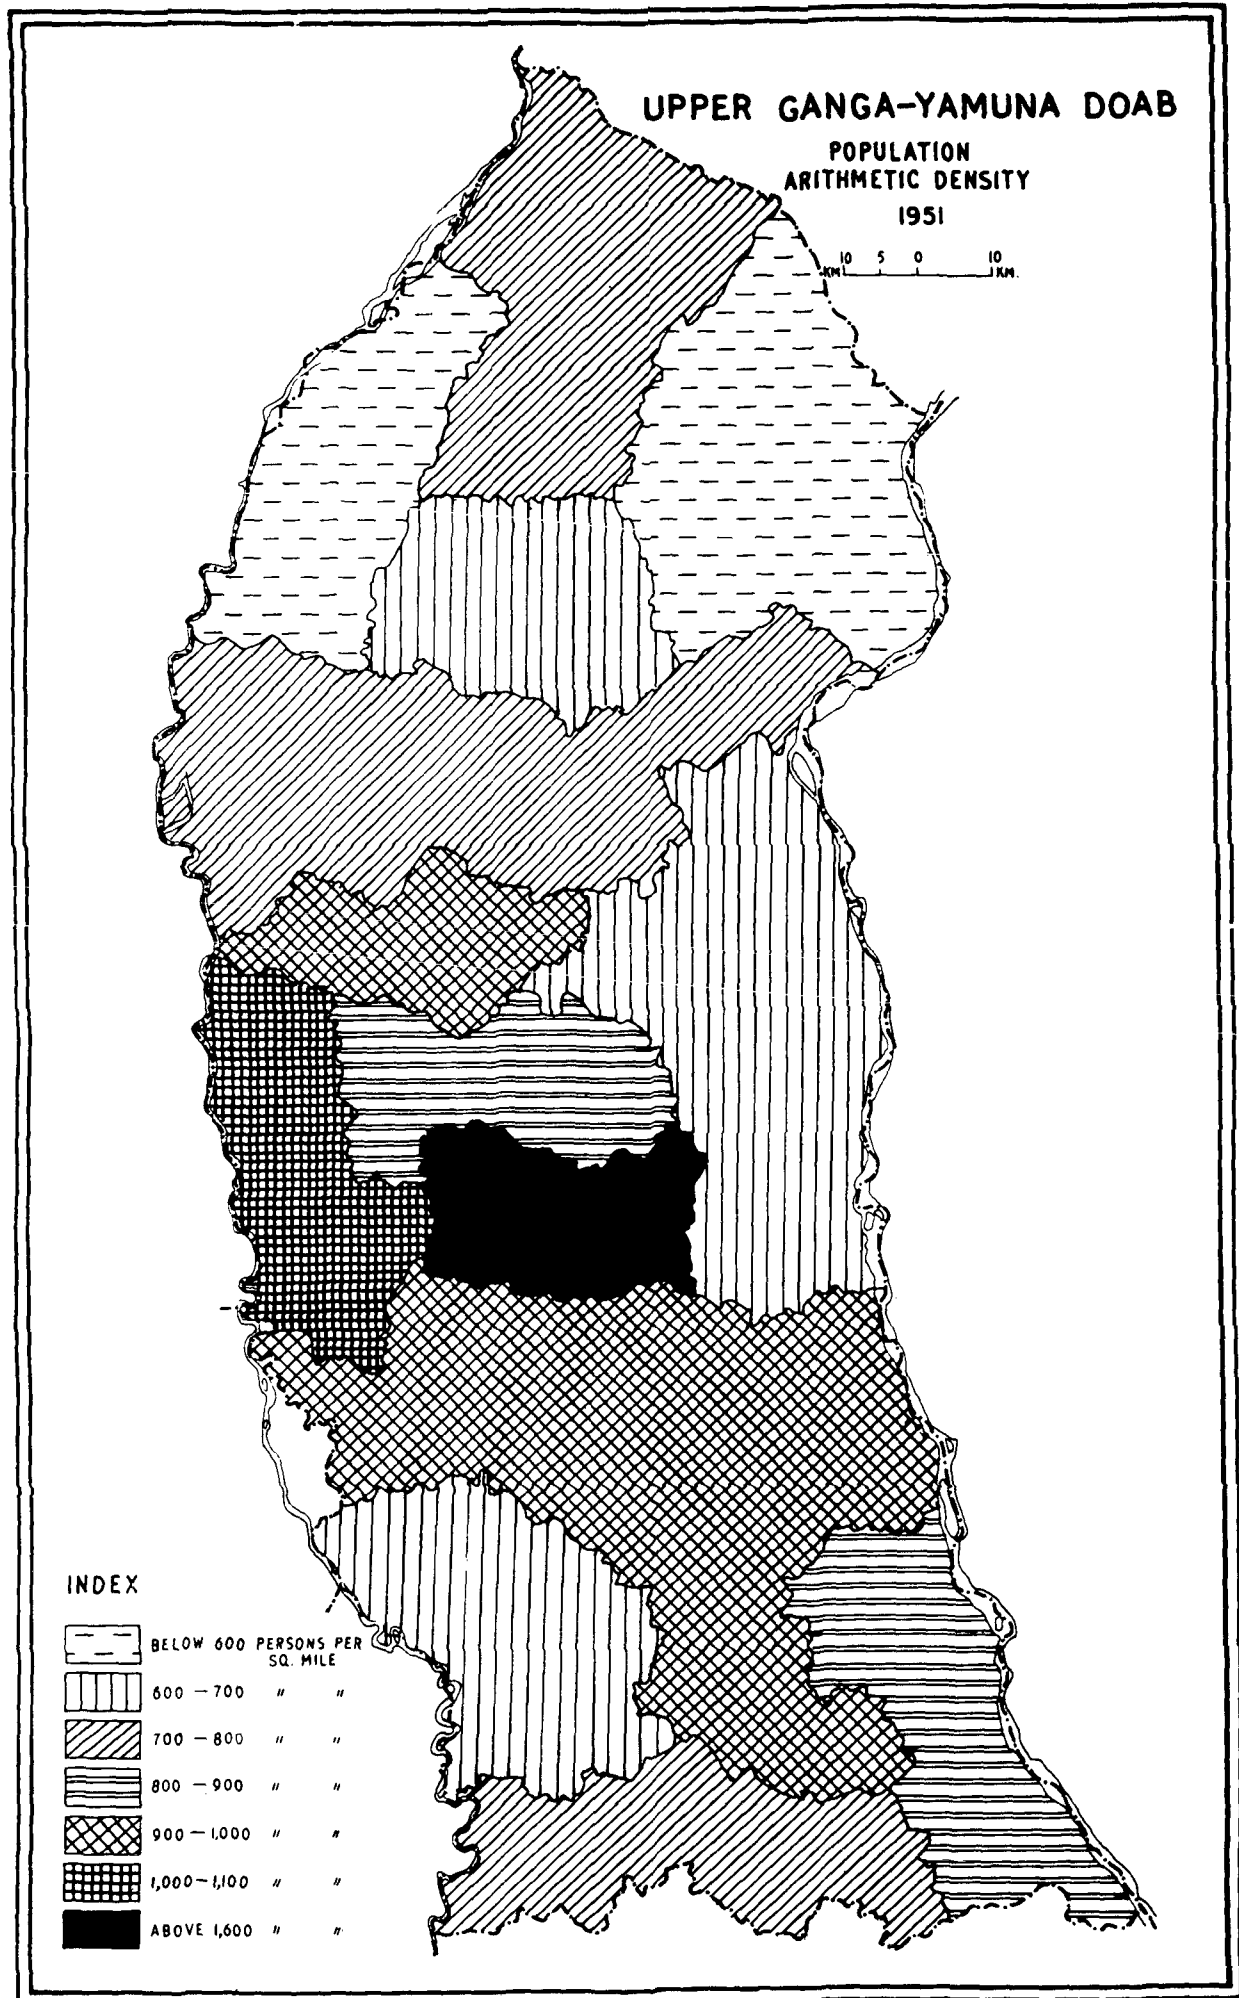 UPPER GANGA-YAMUNA DOAB
POPULATION
ARITHMETIC DENSITY
1951
KM 10 5 0 10 KM.
INDEX
BELOW 600 PERSONS PER
SQ. MILE
600 - 700 " "
700 - 800 " "
800 - 900 " "
900 - 1,000 " "
1,000 - 1,100 " "
ABOVE 1,600 " "